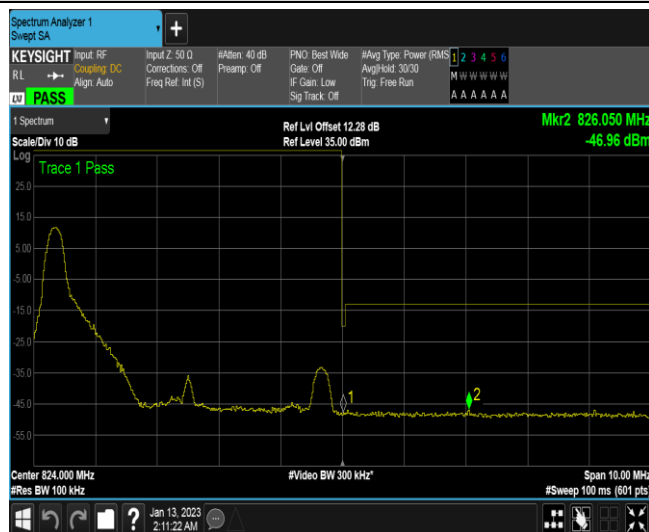 Spectrum Analyzer 1
Swept SA
+
KEYSIGHT
RL
LXI PASS
Input: RF
Coupling: DC
Align: Auto
Input Z: 50 Ω
Corrections: Off
Freq Ref: Int (S)
#Atten: 40 dB
Preamp: Off
PNO: Best Wide
Gate: Off
IF Gain: Low
Sig Track: Off
#Avg Type: Power (RMS
Avg|Hold: 30/30
Trig: Free Run
1 2 3 4 5 6
M W W W W W
A A A A A A
1 Spectrum
Scale/Div 10 dB
Ref Lvl Offset 12.28 dB
Ref Level 35.00 dBm
Mkr2 826.050 MHz
-46.96 dBm
Log
Trace 1 Pass
25.0
15.0
5.00
-5.00
-15.0
-25.0
-35.0
-45.0
-55.0
1
2
Center 824.000 MHz
#Res BW 100 kHz
#Video BW 300 kHz*
Span 10.00 MHz
#Sweep 100 ms (601 pts)
?
Jan 13, 2023
2:11:22 AM